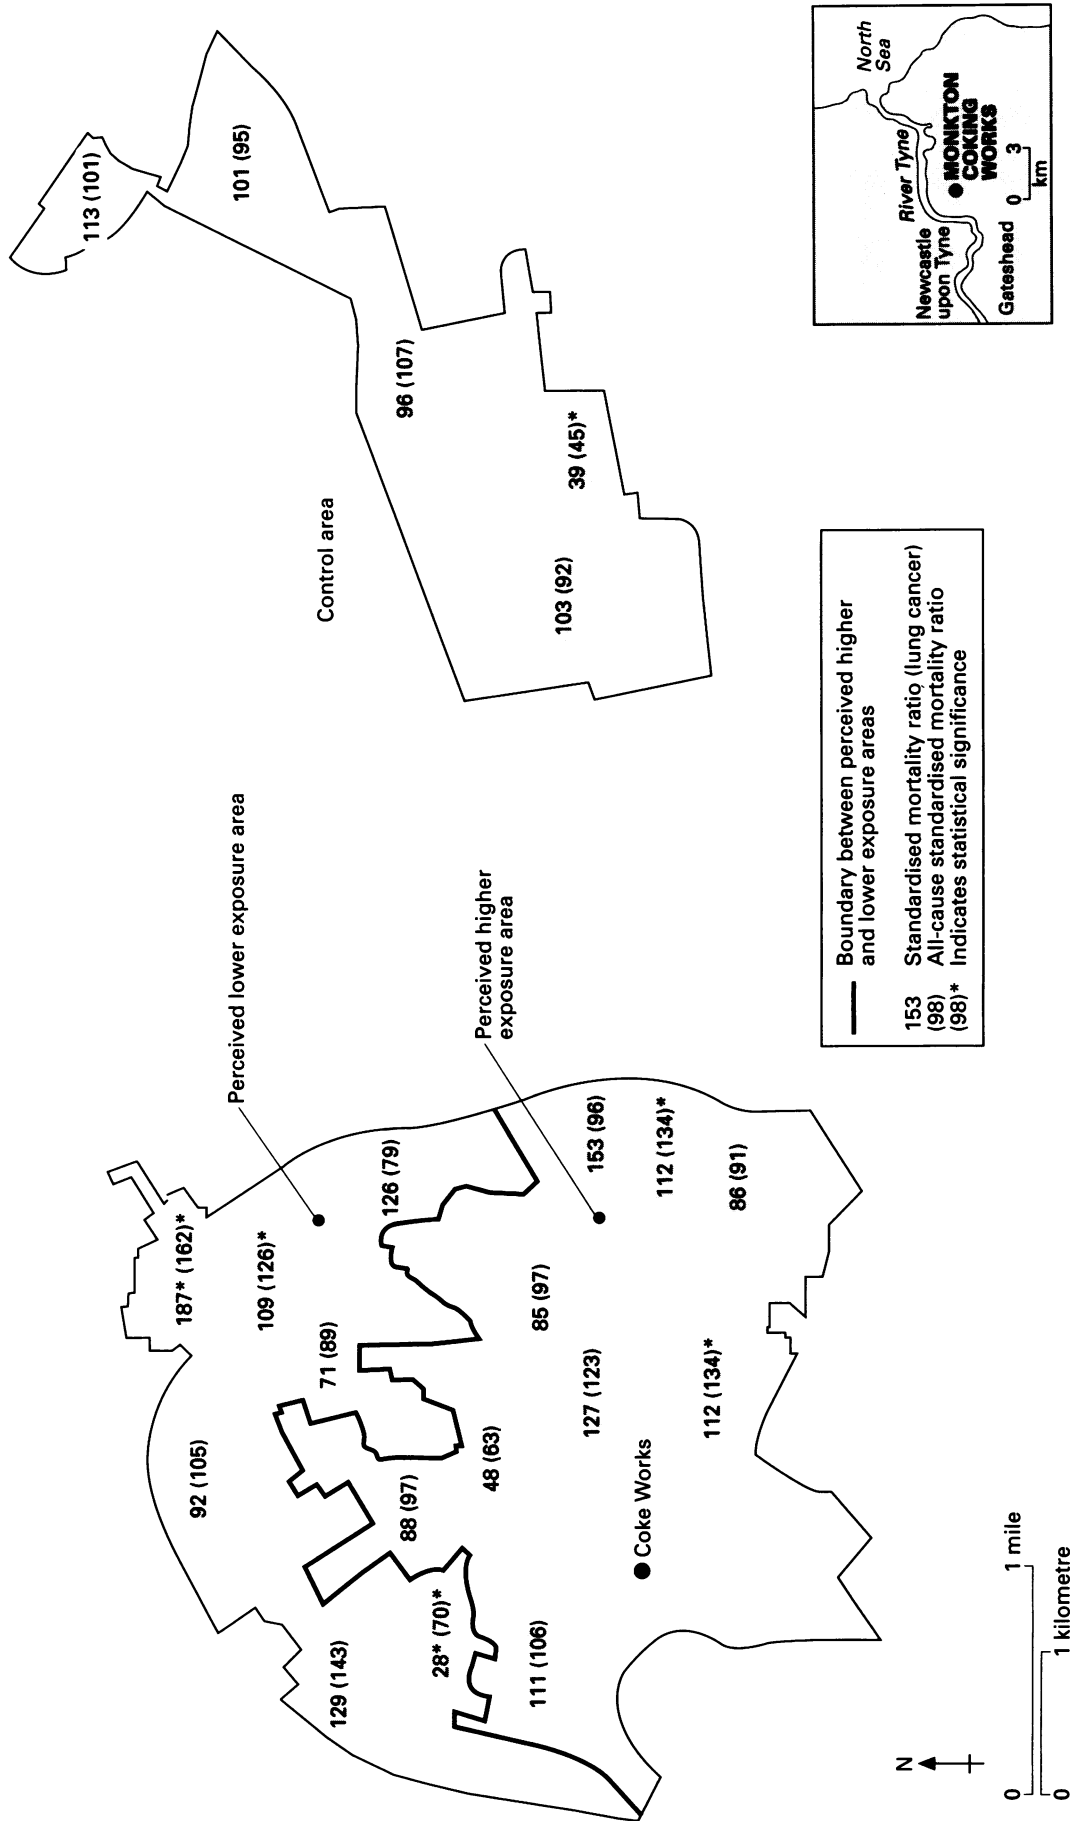 Perceived lower exposure area
187* (162)*
109 (126)*
92 (105)
71 (89)
126 (79)
129 (143)
88 (97)
28* (70)*
Perceived higher
exposure area
48 (63)
85 (97)
153 (96)
111 (106)
127 (123)
112 (134)*
Coke Works
112 (134)*
86 (91)
Control area
113 (101)
101 (95)
96 (107)
39 (45)*
103 (92)
N
0
1 mile
0
1 kilometre
Boundary between perceived higher
and lower exposure areas
153 Standardised mortality ratio (lung cancer)
(98) All-cause standardised mortality ratio
(98)* Indicates statistical significance
North
Sea
River Tyne
Newcastle
upon Tyne
MONKTON
COKING
WORKS
Gateshead
0 3
km